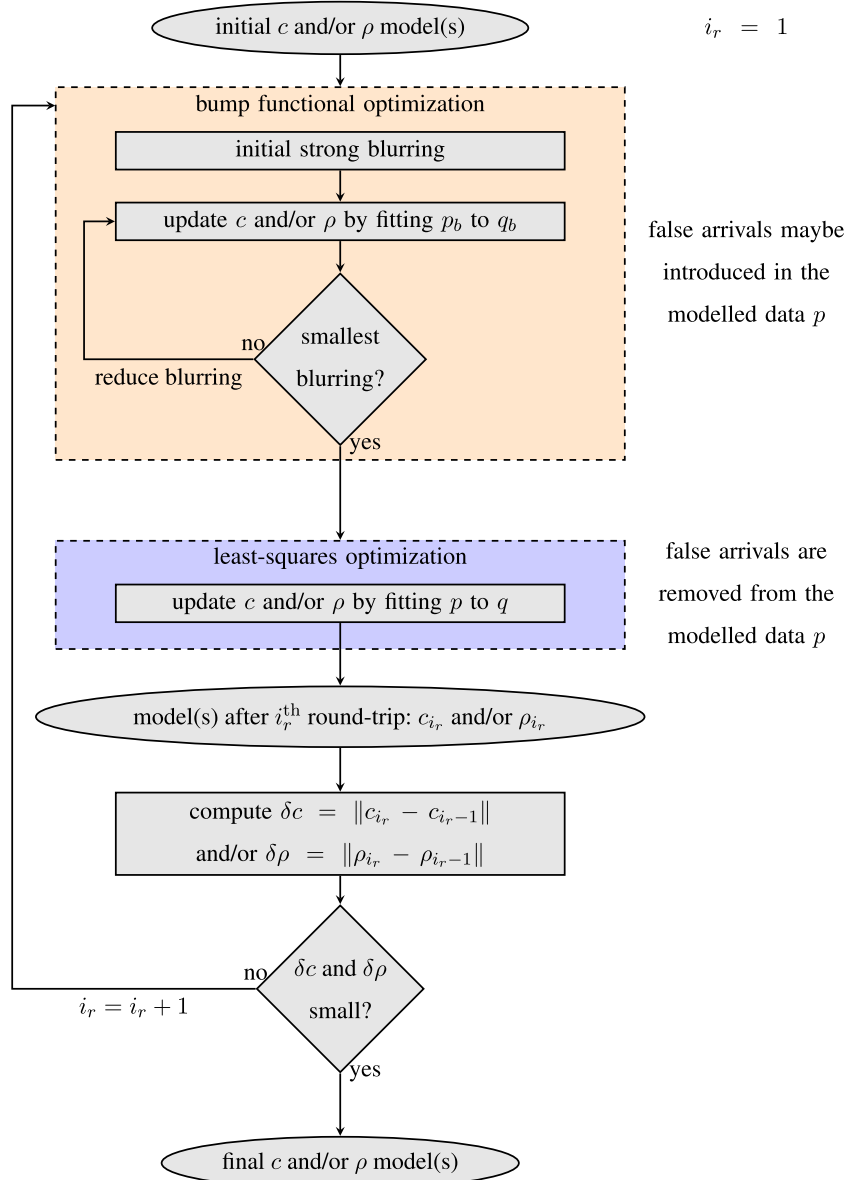 initial c and/or ρ model(s)
i_r = 1
bump functional optimization
initial strong blurring
update c and/or ρ by fitting p_b to q_b
false arrivals maybe
introduced in the
modelled data p
smallest
blurring?
no
reduce blurring
yes
least-squares optimization
update c and/or ρ by fitting p to q
false arrivals are
removed from the
modelled data p
model(s) after i_r^th round-trip: c_{i_r} and/or ρ_{i_r}
compute δc = ‖c_{i_r} − c_{i_r−1}‖
and/or δρ = ‖ρ_{i_r} − ρ_{i_r−1}‖
δc and δρ
small?
no
i_r = i_r + 1
yes
final c and/or ρ model(s)